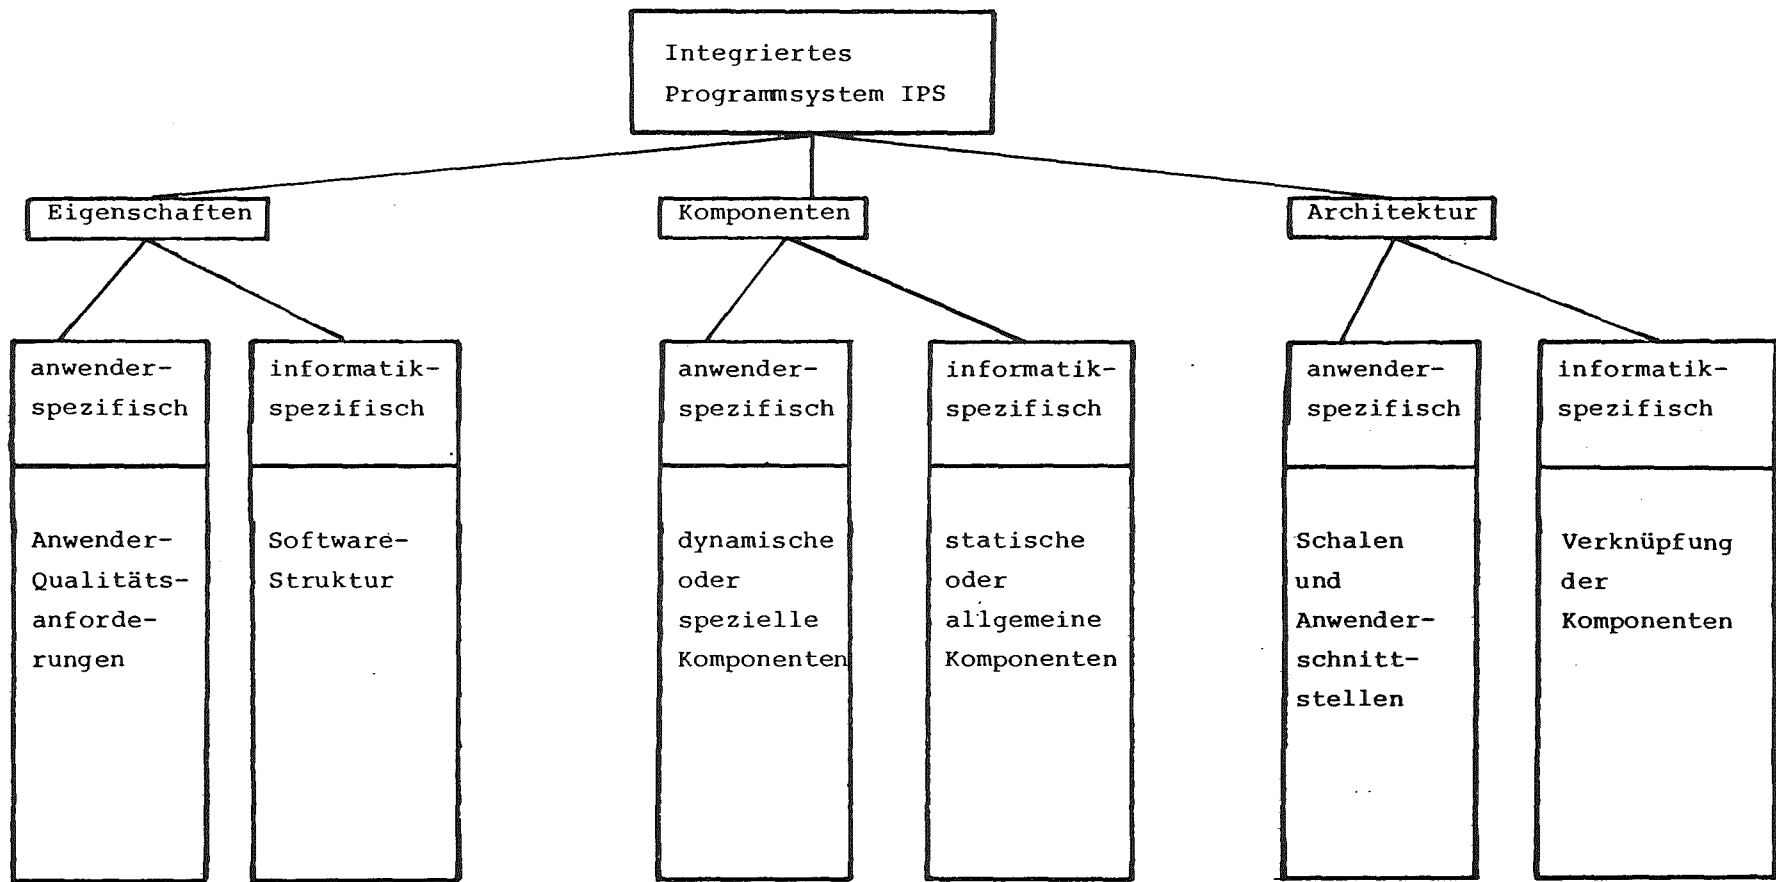 Integriertes
Programmsystem IPS
Eigenschaften
Komponenten
Architektur
anwender-
spezifisch
informatik-
spezifisch
anwender-
spezifisch
informatik-
spezifisch
anwender-
spezifisch
informatik-
spezifisch
Anwender-
Qualitäts-
anforde-
rungen
Software-
Struktur
dynamische
oder
spezielle
Komponenten
statische
oder
allgemeine
Komponenten
Schalen
und
Anwender-
schnitt-
stellen
Verknüpfung
der
Komponenten